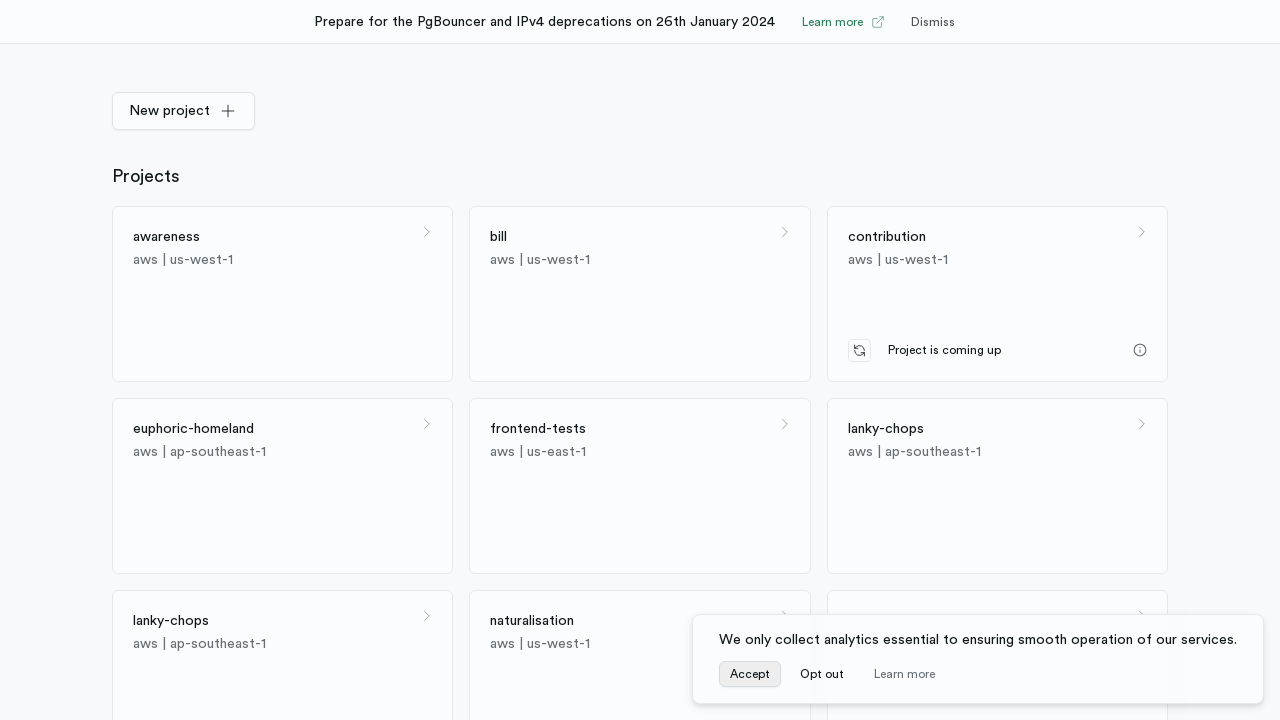 Prepare for the PgBouncer and IPv4 deprecations on 26th January 2024 Learn more Dismiss
New project
Projects
awareness
aws | us-west-1
bill
aws | us-west-1
contribution
aws | us-west-1
Project is coming up
euphoric-homeland
aws | ap-southeast-1
frontend-tests
aws | us-east-1
lanky-chops
aws | ap-southeast-1
lanky-chops
aws | ap-southeast-1
naturalisation
aws | us-west-1
We only collect analytics essential to ensuring smooth operation of our services.
Accept Opt out Learn more